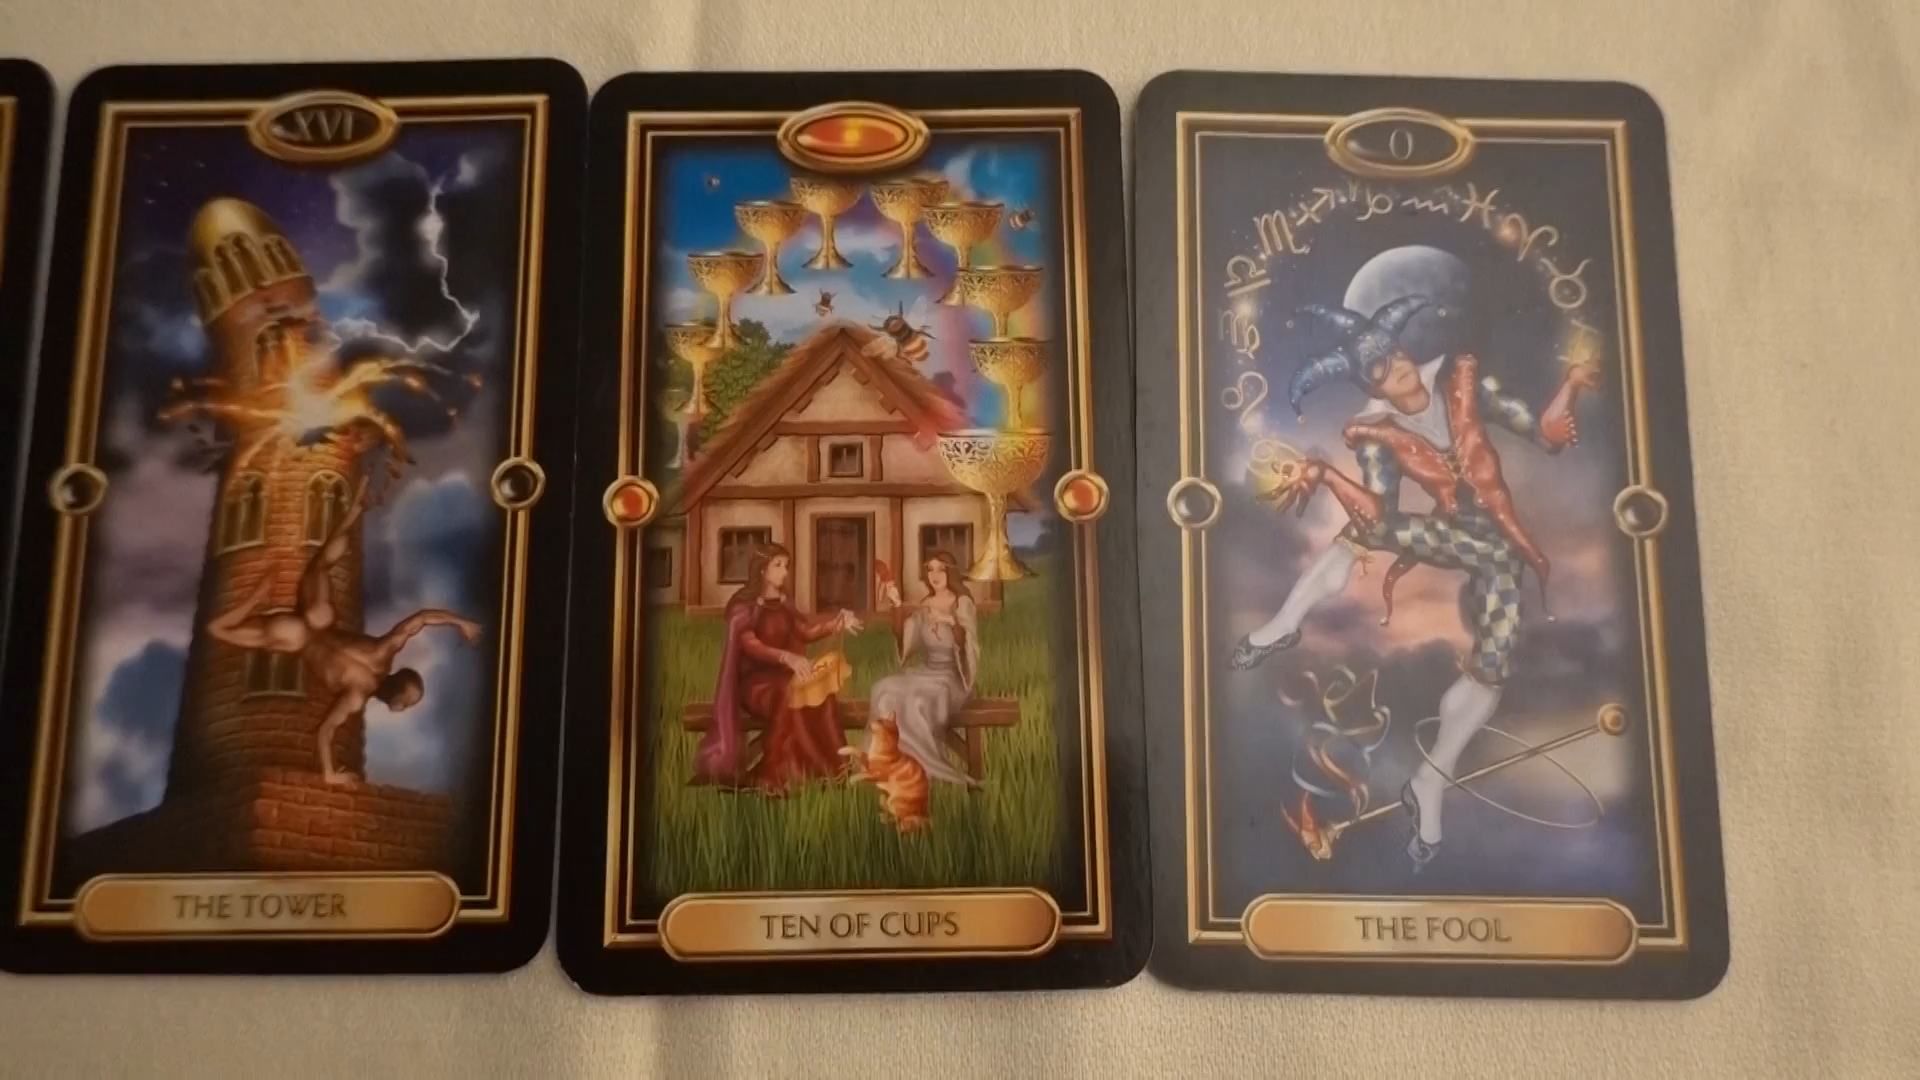 XVI
THE TOWER
TEN OF CUPS
0
THE FOOL